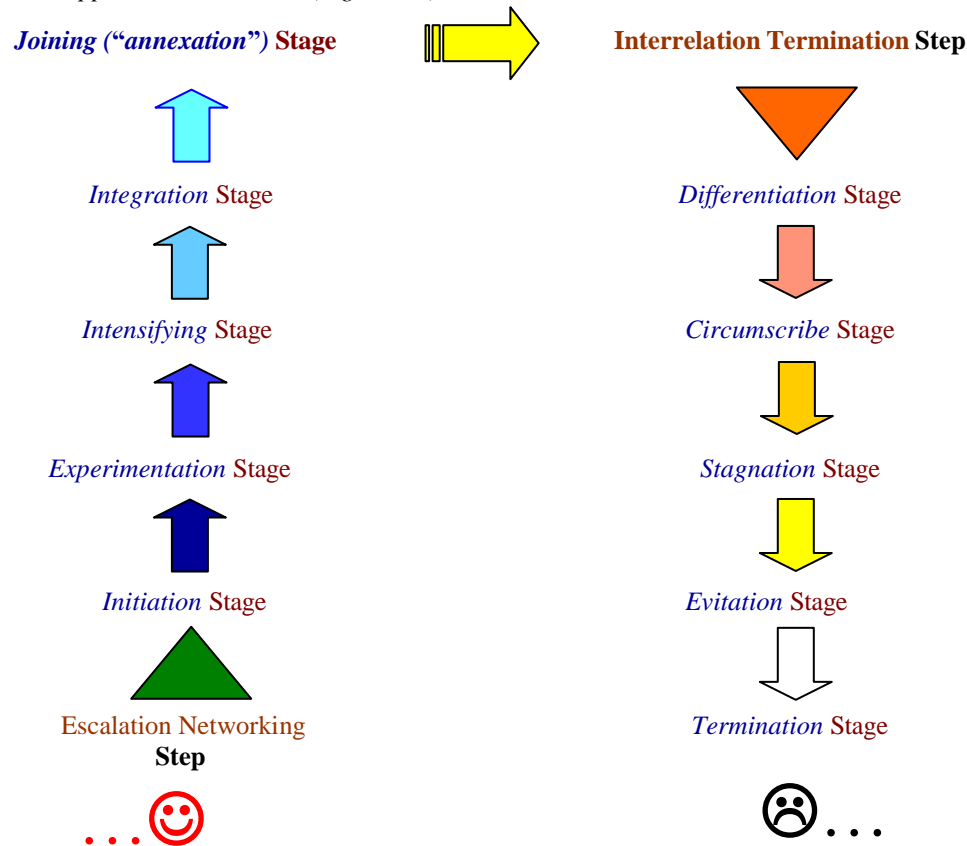 Joining (“annexation”) Stage
Interrelation Termination Step
Integration Stage
Differentiation Stage
Intensifying Stage
Circumscribe Stage
Experimentation Stage
Stagnation Stage
Initiation Stage
Evitation Stage
Escalation Networking
Step
Termination Stage
...
...